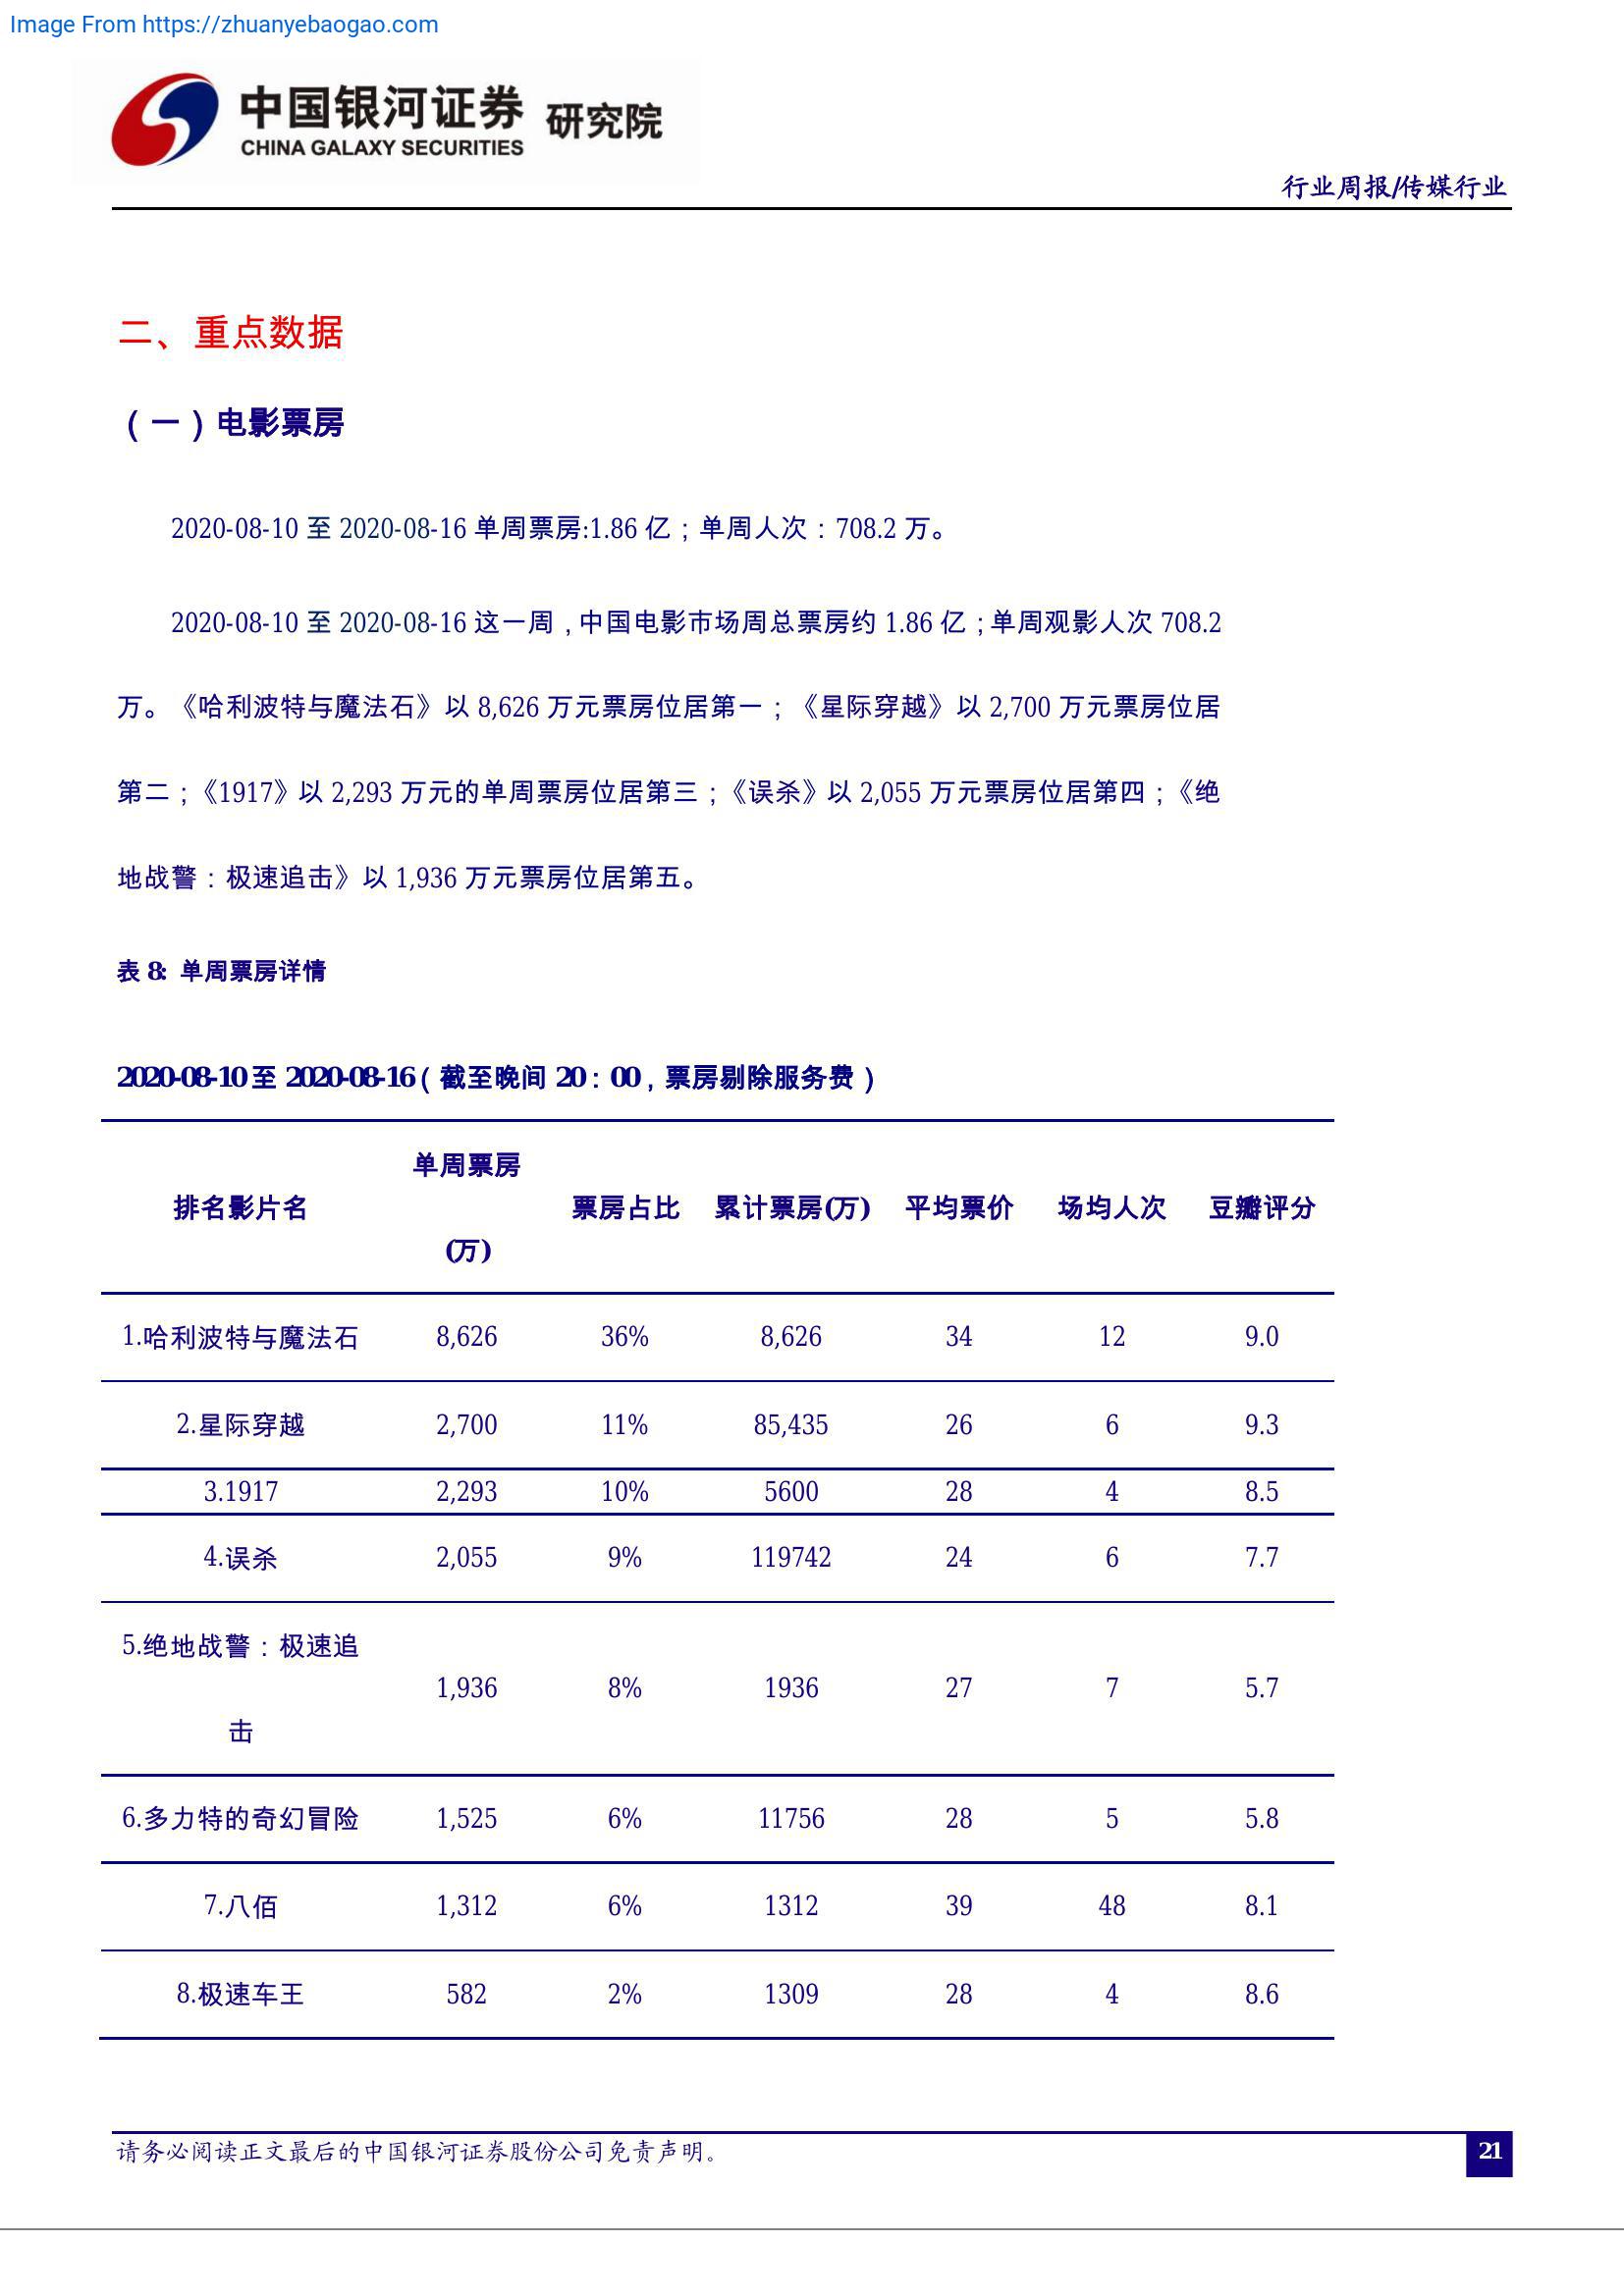 Image From https://zhuanyebaogao.com
中国银河证券 研究院
CHINA GALAXY SECURITIES
行业周报/传媒行业
二、重点数据
（一）电影票房
2020-08-10 至 2020-08-16 单周票房:1.86 亿；单周人次：708.2 万。
2020-08-10 至 2020-08-16 这一周，中国电影市场周总票房约 1.86 亿；单周观影人次 708.2
万。《哈利波特与魔法石》以 8,626 万元票房位居第一；《星际穿越》以 2,700 万元票房位居
第二；《1917》以 2,293 万元的单周票房位居第三；《误杀》以 2,055 万元票房位居第四；《绝
地战警：极速追击》以 1,936 万元票房位居第五。
表 8: 单周票房详情
2020-08-10 至 2020-08-16（截至晚间 20：00，票房剔除服务费）
排名影片名 单周票房(万) 票房占比 累计票房(万) 平均票价 场均人次 豆瓣评分
1.哈利波特与魔法石 8,626 36% 8,626 34 12 9.0
2.星际穿越 2,700 11% 85,435 26 6 9.3
3.1917 2,293 10% 5600 28 4 8.5
4.误杀 2,055 9% 119742 24 6 7.7
5.绝地战警：极速追击 1,936 8% 1936 27 7 5.7
6.多力特的奇幻冒险 1,525 6% 11756 28 5 5.8
7.八佰 1,312 6% 1312 39 48 8.1
8.极速车王 582 2% 1309 28 4 8.6
请务必阅读正文最后的中国银河证券股份公司免责声明。
21